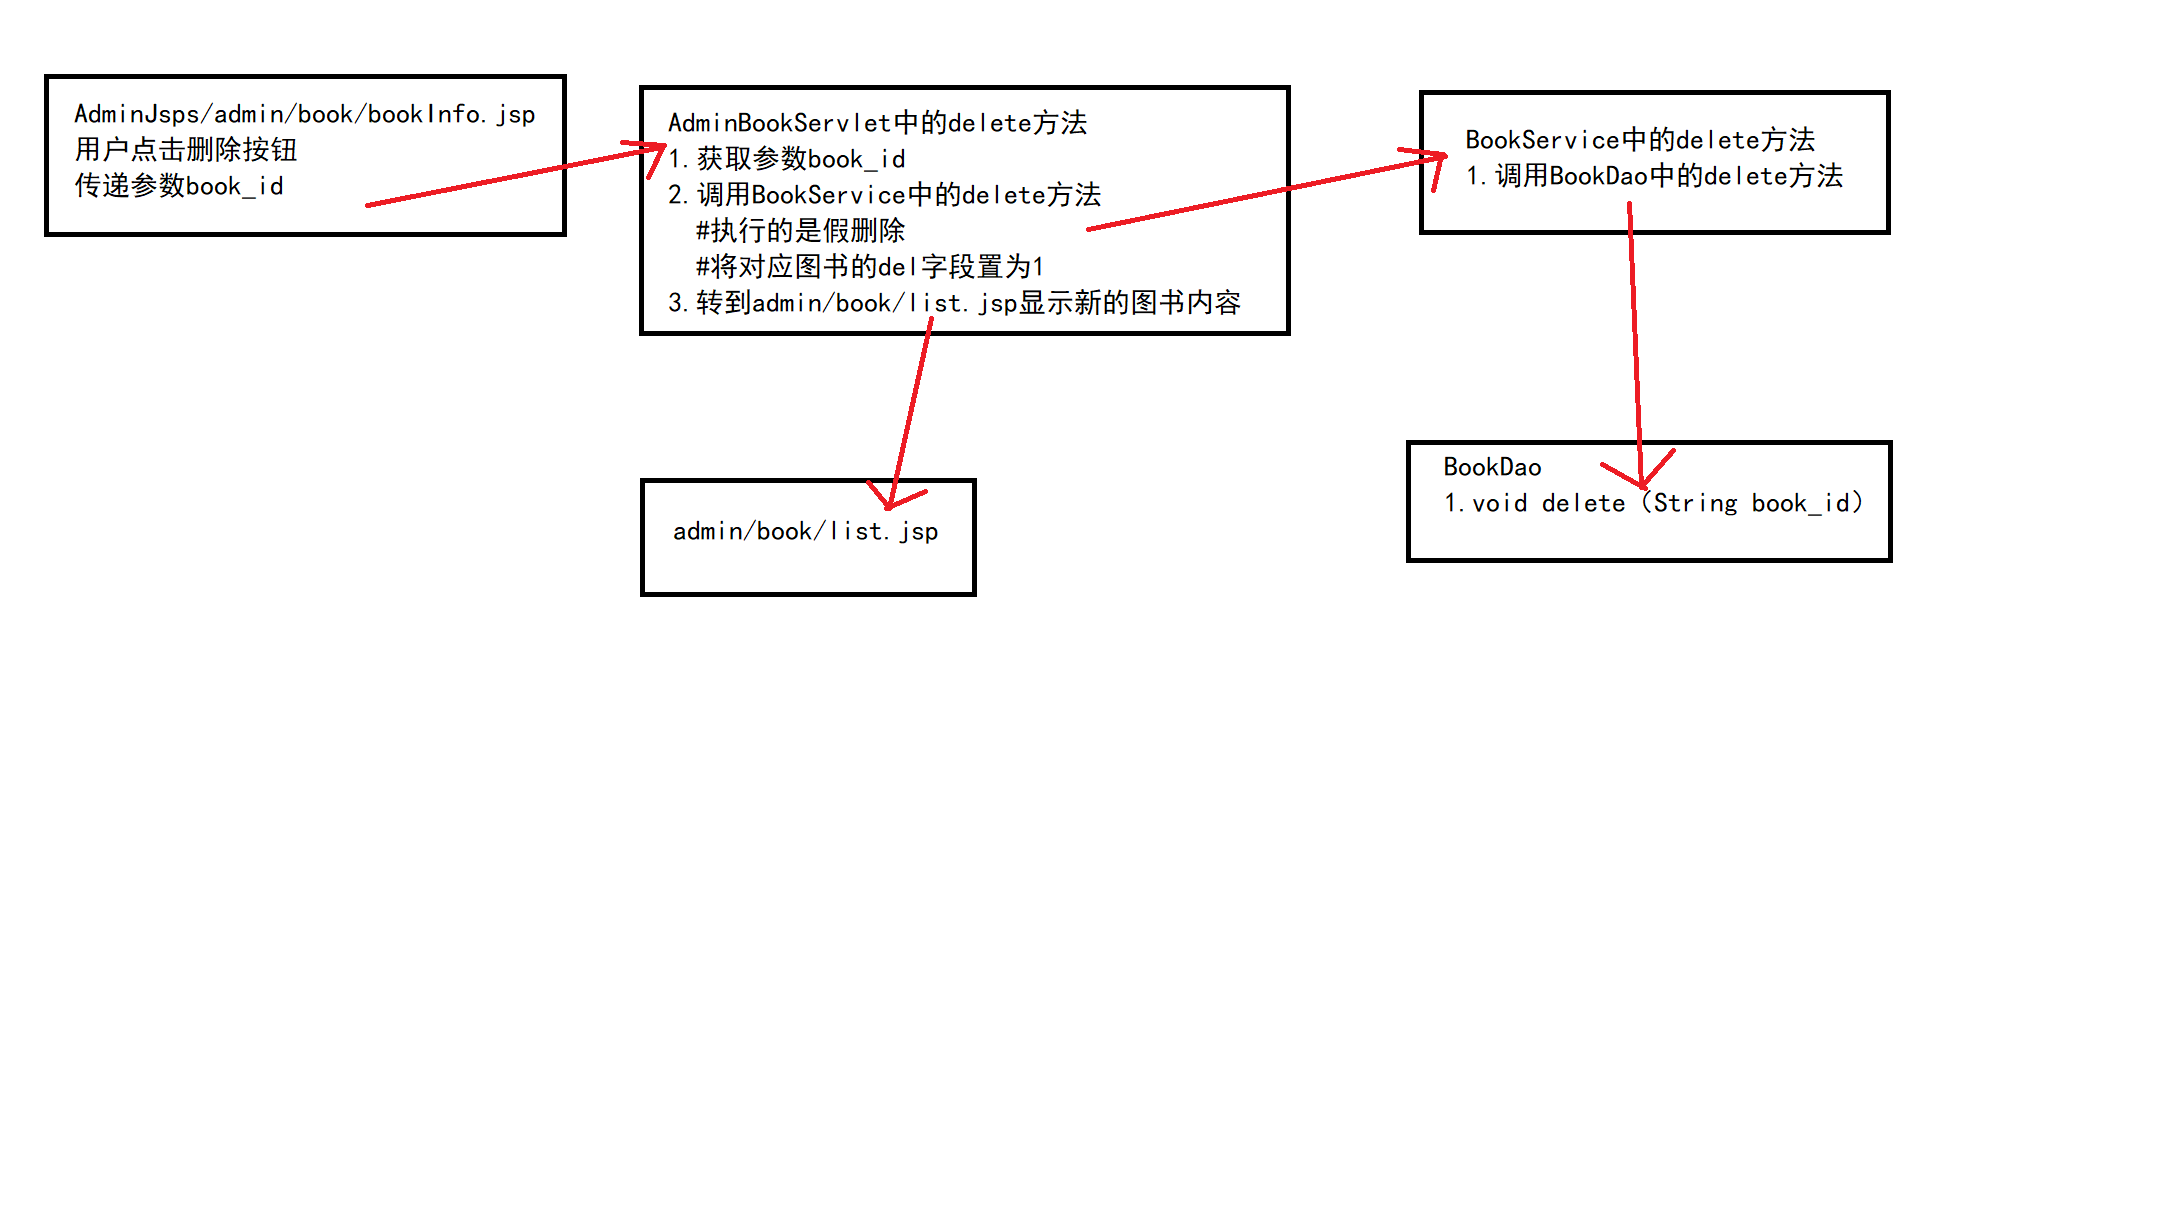 AdminJsps/admin/book/bookInfo.jsp
用户点击删除按钮
传递参数book_id
AdminBookServlet中的delete方法
1.获取参数book_id
2.调用BookService中的delete方法
#执行的是假删除
#将对应图书的del字段置为1
3.转到admin/book/list.jsp显示新的图书内容
BookService中的delete方法
1.调用BookDao中的delete方法
admin/book/list.jsp
BookDao
1.void delete（String book_id）